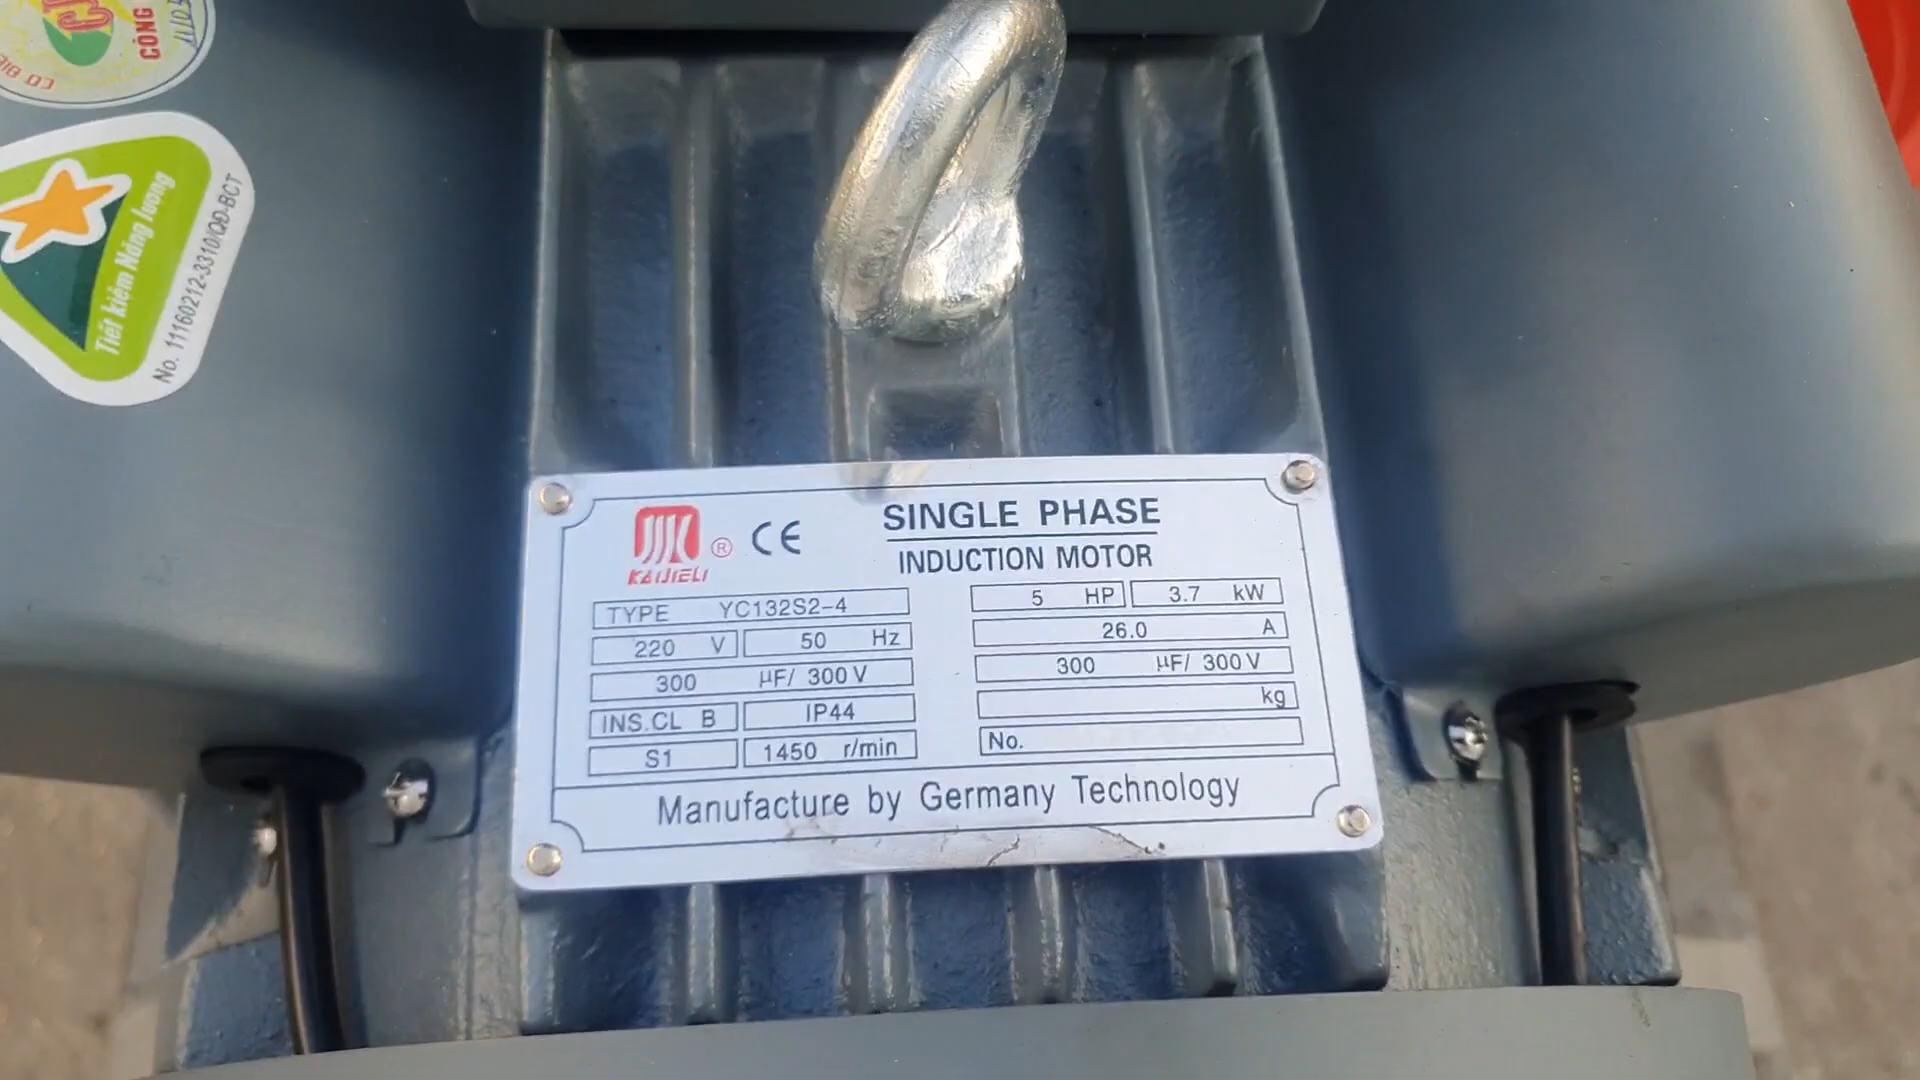 CÔNG
Tiết kiệm Năng lượng
No. 11160212-3310/QĐ-BCT
KAIJIELI
® CE
SINGLE PHASE
INDUCTION MOTOR
TYPE YC132S2-4
5 HP 3.7 kW
220 V 50 Hz
26.0 A
300 µF/ 300 V
300 µF/ 300 V
INS.CL B IP44
kg
S1 1450 r/min
No.
Manufacture by Germany Technology